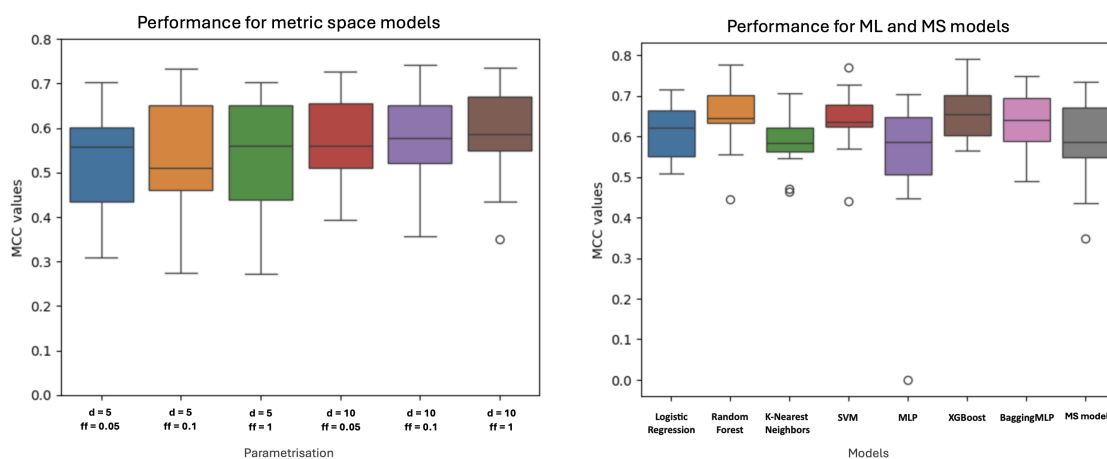 Performance for metric space models
MCC values
0.8
0.7
0.6
0.5
0.4
0.3
0.2
0.1
0.0
d = 5 d = 5 d = 5 d = 10 d = 10 d = 10
ff = 0.05 ff = 0.1 ff = 1 ff = 0.05 ff = 0.1 ff = 1
Parametrisation
Performance for ML and MS models
MCC values
0.8
0.7
0.6
0.5
0.4
0.3
0.2
0.1
0.0
Logistic Random K-Nearest SVM MLP XGBoost BaggingMLP MS model
Regression Forest Neighbors
Models